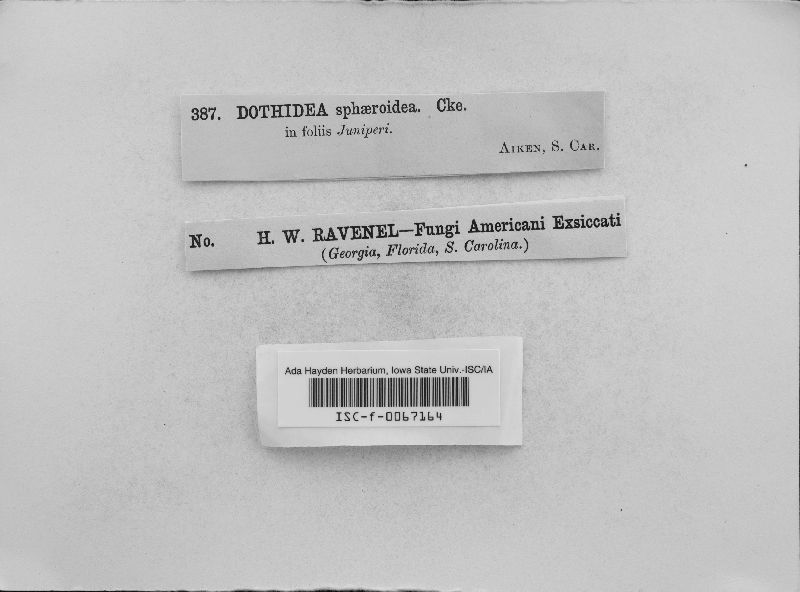 387. DOTHIDEA sphæroidea. Cke.
in foliis Juniperi.
AIKEN, S. CAR.
No. H. W. RAVENEL—Fungi Americani Exsiccati
(Georgia, Florida, S. Carolina.)
Ada Hayden Herbarium, Iowa State Univ.-ISC/IA
ISC-f-0067164